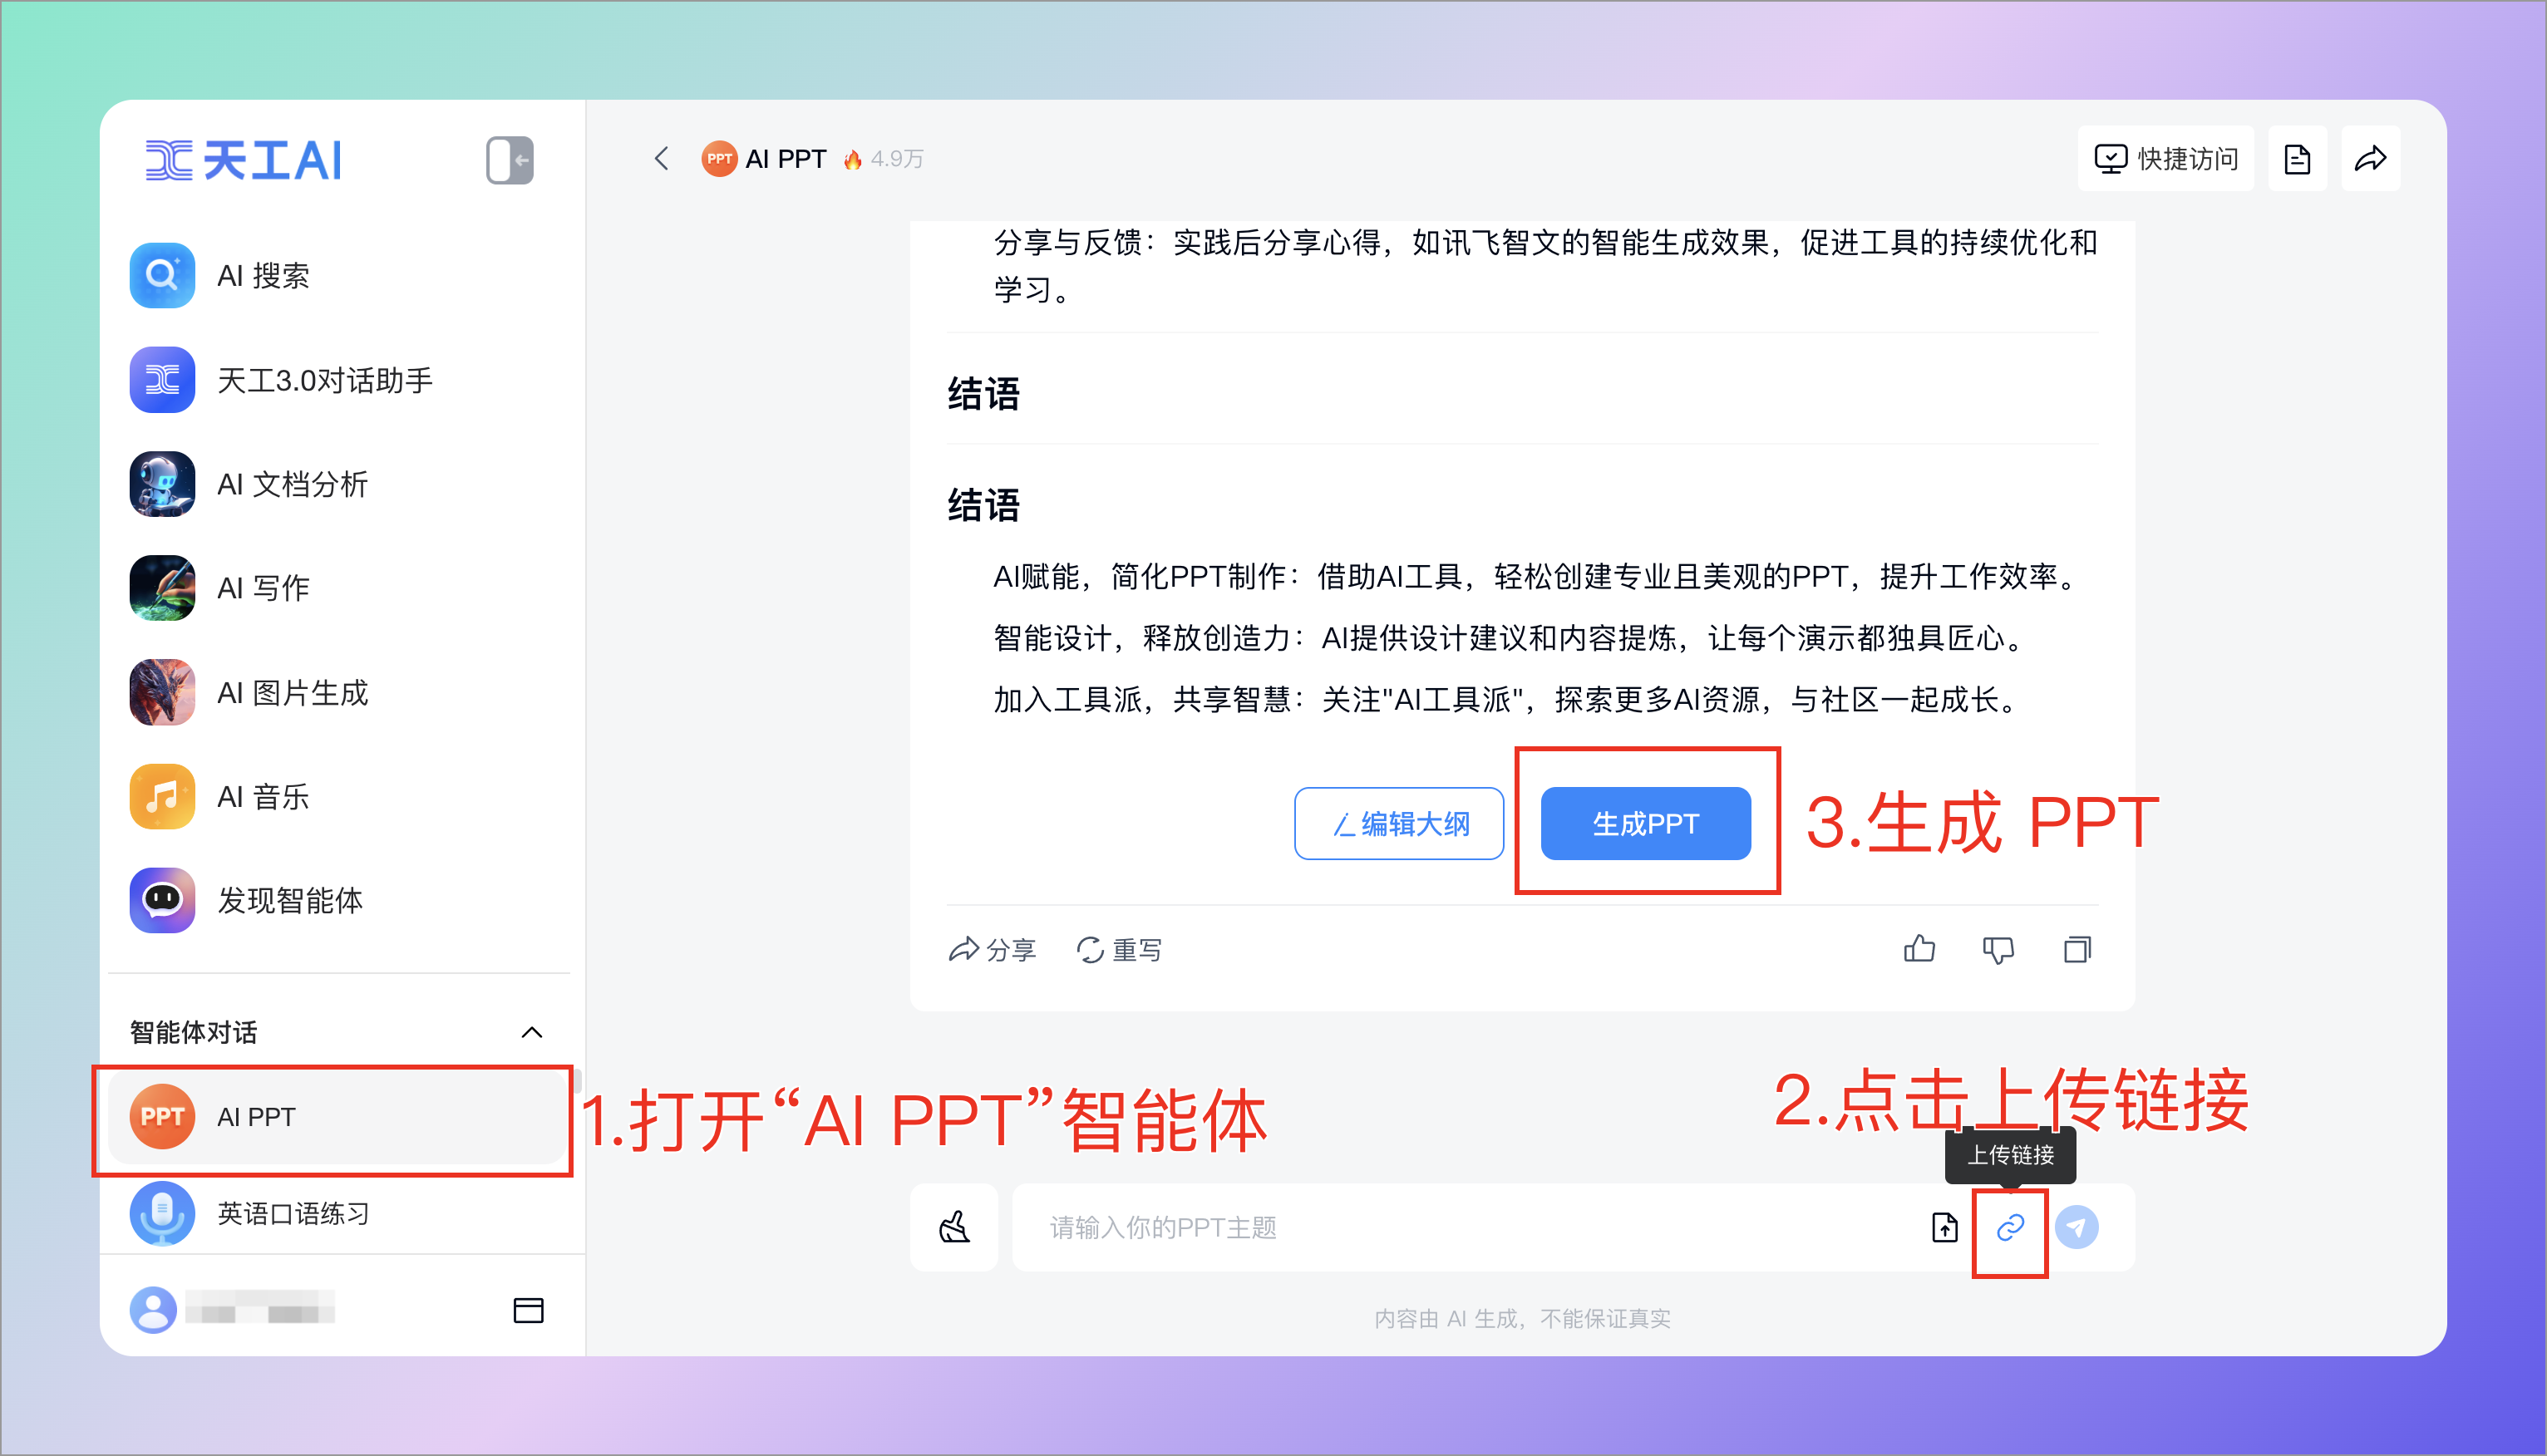 天工AI
AI 搜索
天工3.0对话助手
AI 文档分析
AI 写作
AI 图片生成
AI 音乐
发现智能体
智能体对话
PPT
AI PPT
英语口语练习
PPT AI PPT 4.9万
快捷访问
分享与反馈：实践后分享心得，如讯飞智文的智能生成效果，促进工具的持续优化和
学习。
结语
结语
AI赋能，简化PPT制作：借助AI工具，轻松创建专业且美观的PPT，提升工作效率。
智能设计，释放创造力：AI提供设计建议和内容提炼，让每个演示都独具匠心。
加入工具派，共享智慧：关注"AI工具派"，探索更多AI资源，与社区一起成长。
编辑大纲
生成PPT
3.生成 PPT
分享
重写
1.打开“AI PPT”智能体
2.点击上传链接
上传链接
请输入你的PPT主题
内容由 AI 生成，不能保证真实